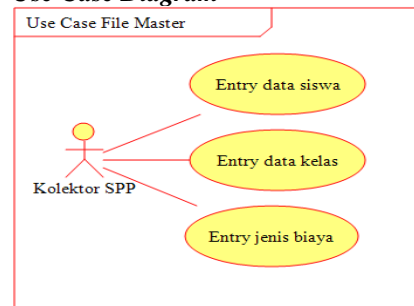 Use Case Diagram
Use Case File Master
Entry data siswa
Entry data kelas
Kolektor SPP
Entry jenis biaya